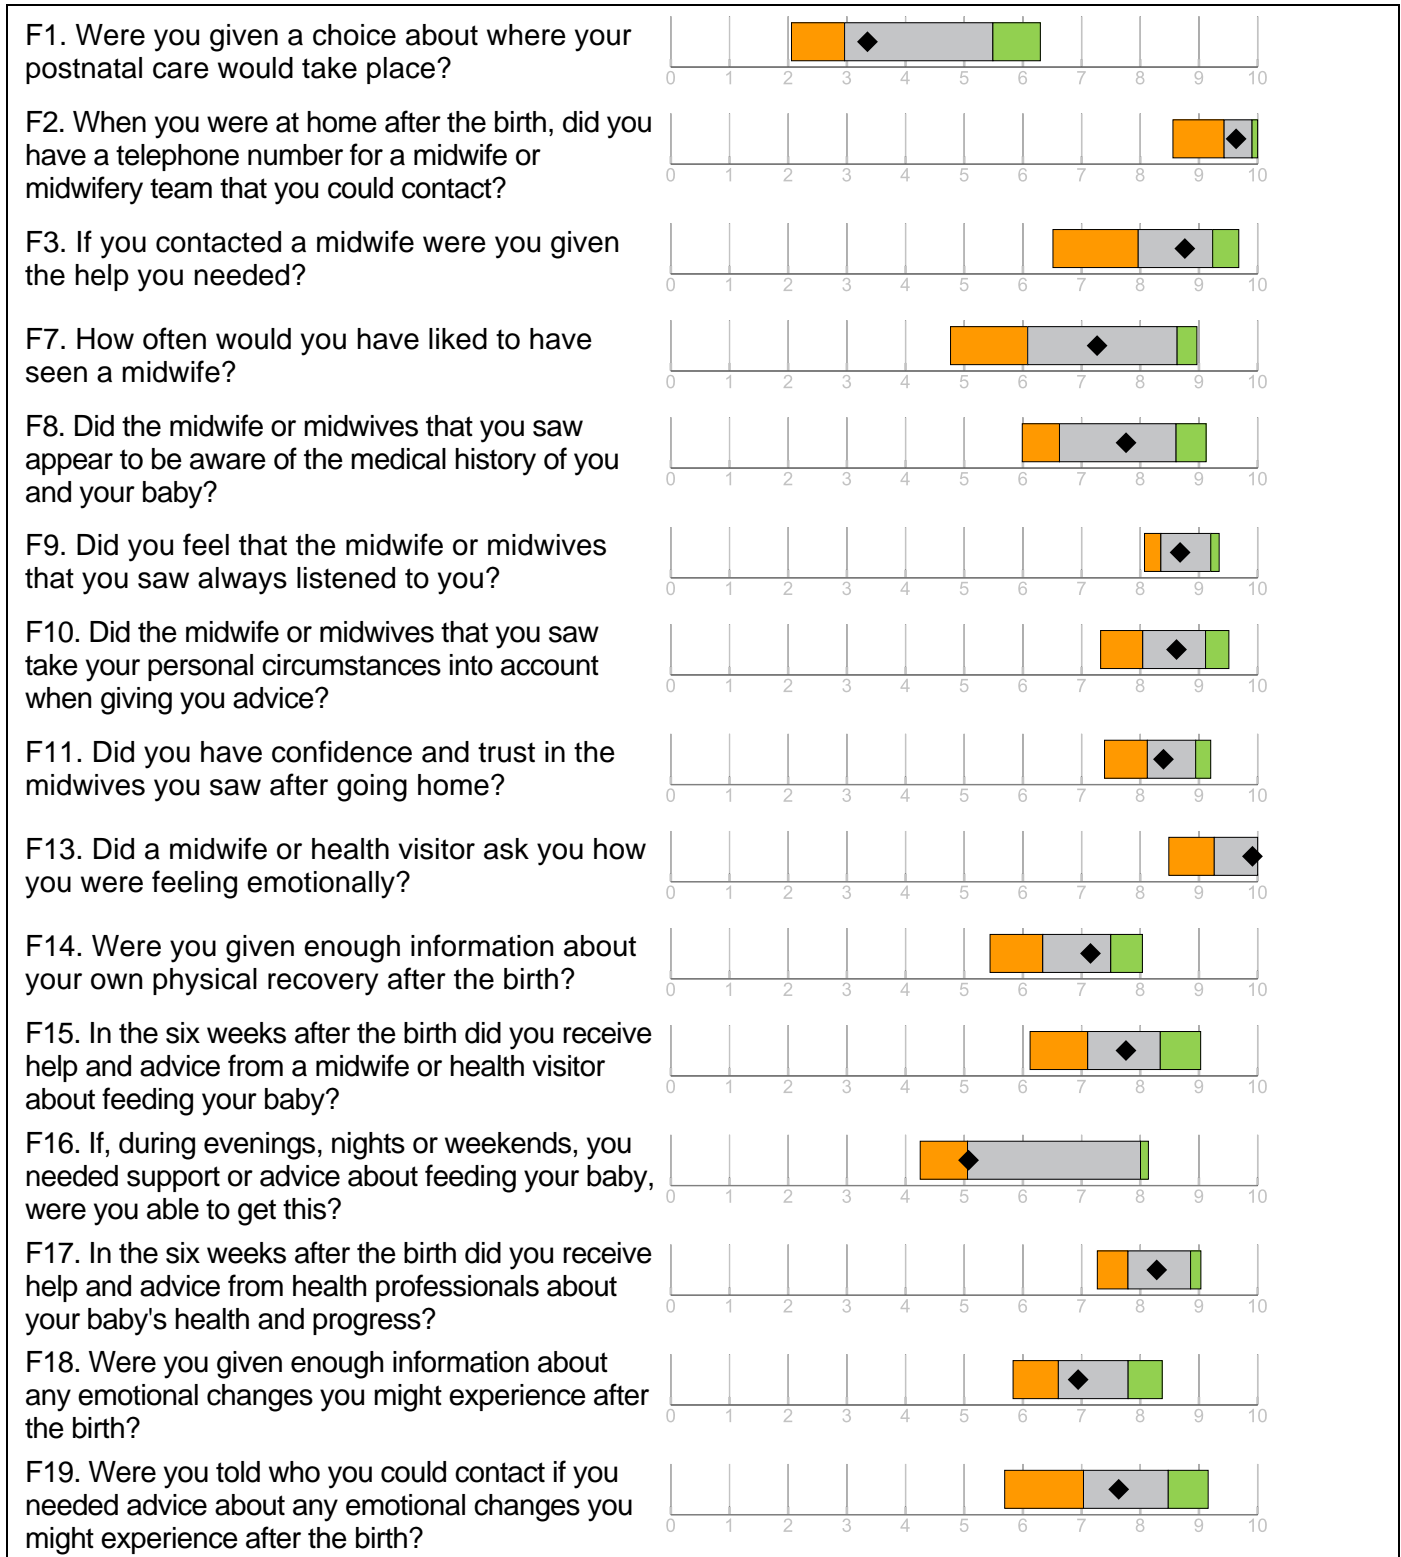 F1. Were you given a choice about where your
postnatal care would take place?
0 1 2 3 4 5 6 7 8 9 10
F2. When you were at home after the birth, did you
have a telephone number for a midwife or
midwifery team that you could contact?
0 1 2 3 4 5 6 7 8 9 10
F3. If you contacted a midwife were you given
the help you needed?
0 1 2 3 4 5 6 7 8 9 10
F7. How often would you have liked to have
seen a midwife?
0 1 2 3 4 5 6 7 8 9 10
F8. Did the midwife or midwives that you saw
appear to be aware of the medical history of you
and your baby?
0 1 2 3 4 5 6 7 8 9 10
F9. Did you feel that the midwife or midwives
that you saw always listened to you?
0 1 2 3 4 5 6 7 8 9 10
F10. Did the midwife or midwives that you saw
take your personal circumstances into account
when giving you advice?
0 1 2 3 4 5 6 7 8 9 10
F11. Did you have confidence and trust in the
midwives you saw after going home?
0 1 2 3 4 5 6 7 8 9 10
F13. Did a midwife or health visitor ask you how
you were feeling emotionally?
0 1 2 3 4 5 6 7 8 9 10
F14. Were you given enough information about
your own physical recovery after the birth?
0 1 2 3 4 5 6 7 8 9 10
F15. In the six weeks after the birth did you receive
help and advice from a midwife or health visitor
about feeding your baby?
0 1 2 3 4 5 6 7 8 9 10
F16. If, during evenings, nights or weekends, you
needed support or advice about feeding your baby,
were you able to get this?
0 1 2 3 4 5 6 7 8 9 10
F17. In the six weeks after the birth did you receive
help and advice from health professionals about
your baby's health and progress?
0 1 2 3 4 5 6 7 8 9 10
F18. Were you given enough information about
any emotional changes you might experience after
the birth?
0 1 2 3 4 5 6 7 8 9 10
F19. Were you told who you could contact if you
needed advice about any emotional changes you
might experience after the birth?
0 1 2 3 4 5 6 7 8 9 10